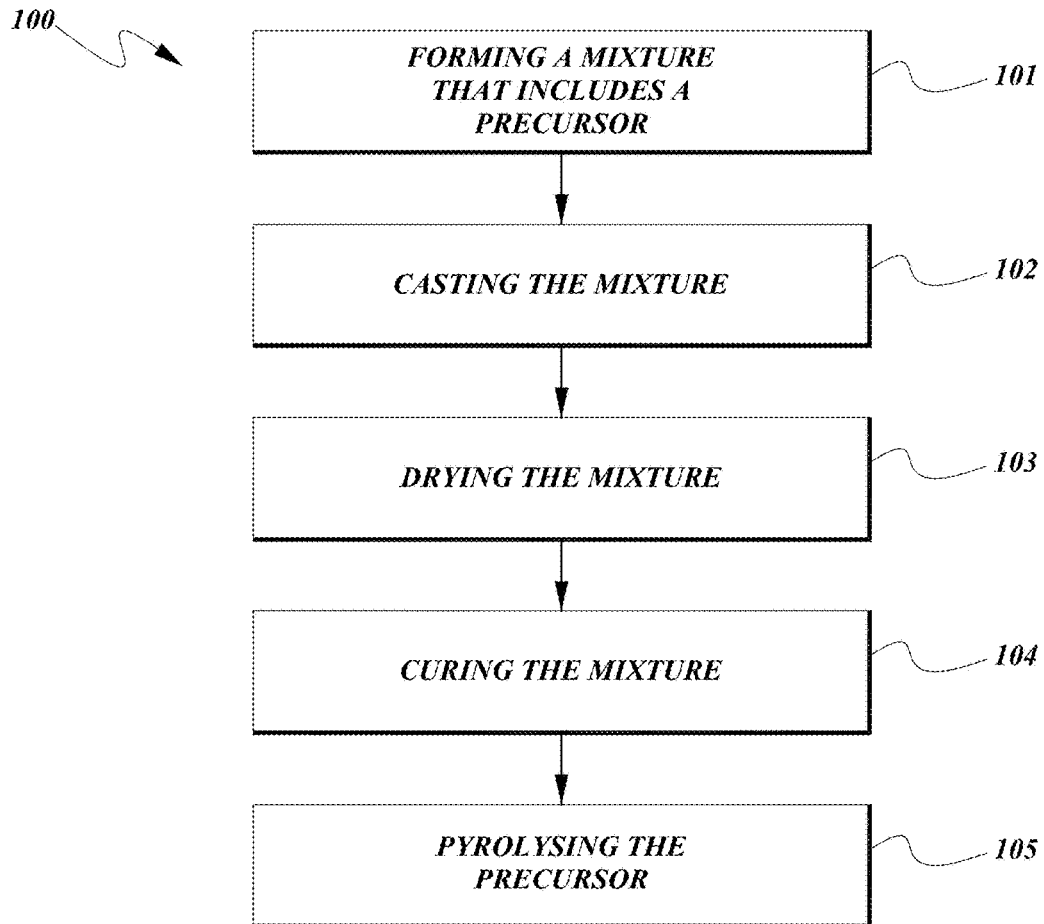 100
FORMING A MIXTURE
THAT INCLUDES A
PRECURSOR
101
CASTING THE MIXTURE
102
DRYING THE MIXTURE
103
CURING THE MIXTURE
104
PYROLYSING THE
PRECURSOR
105